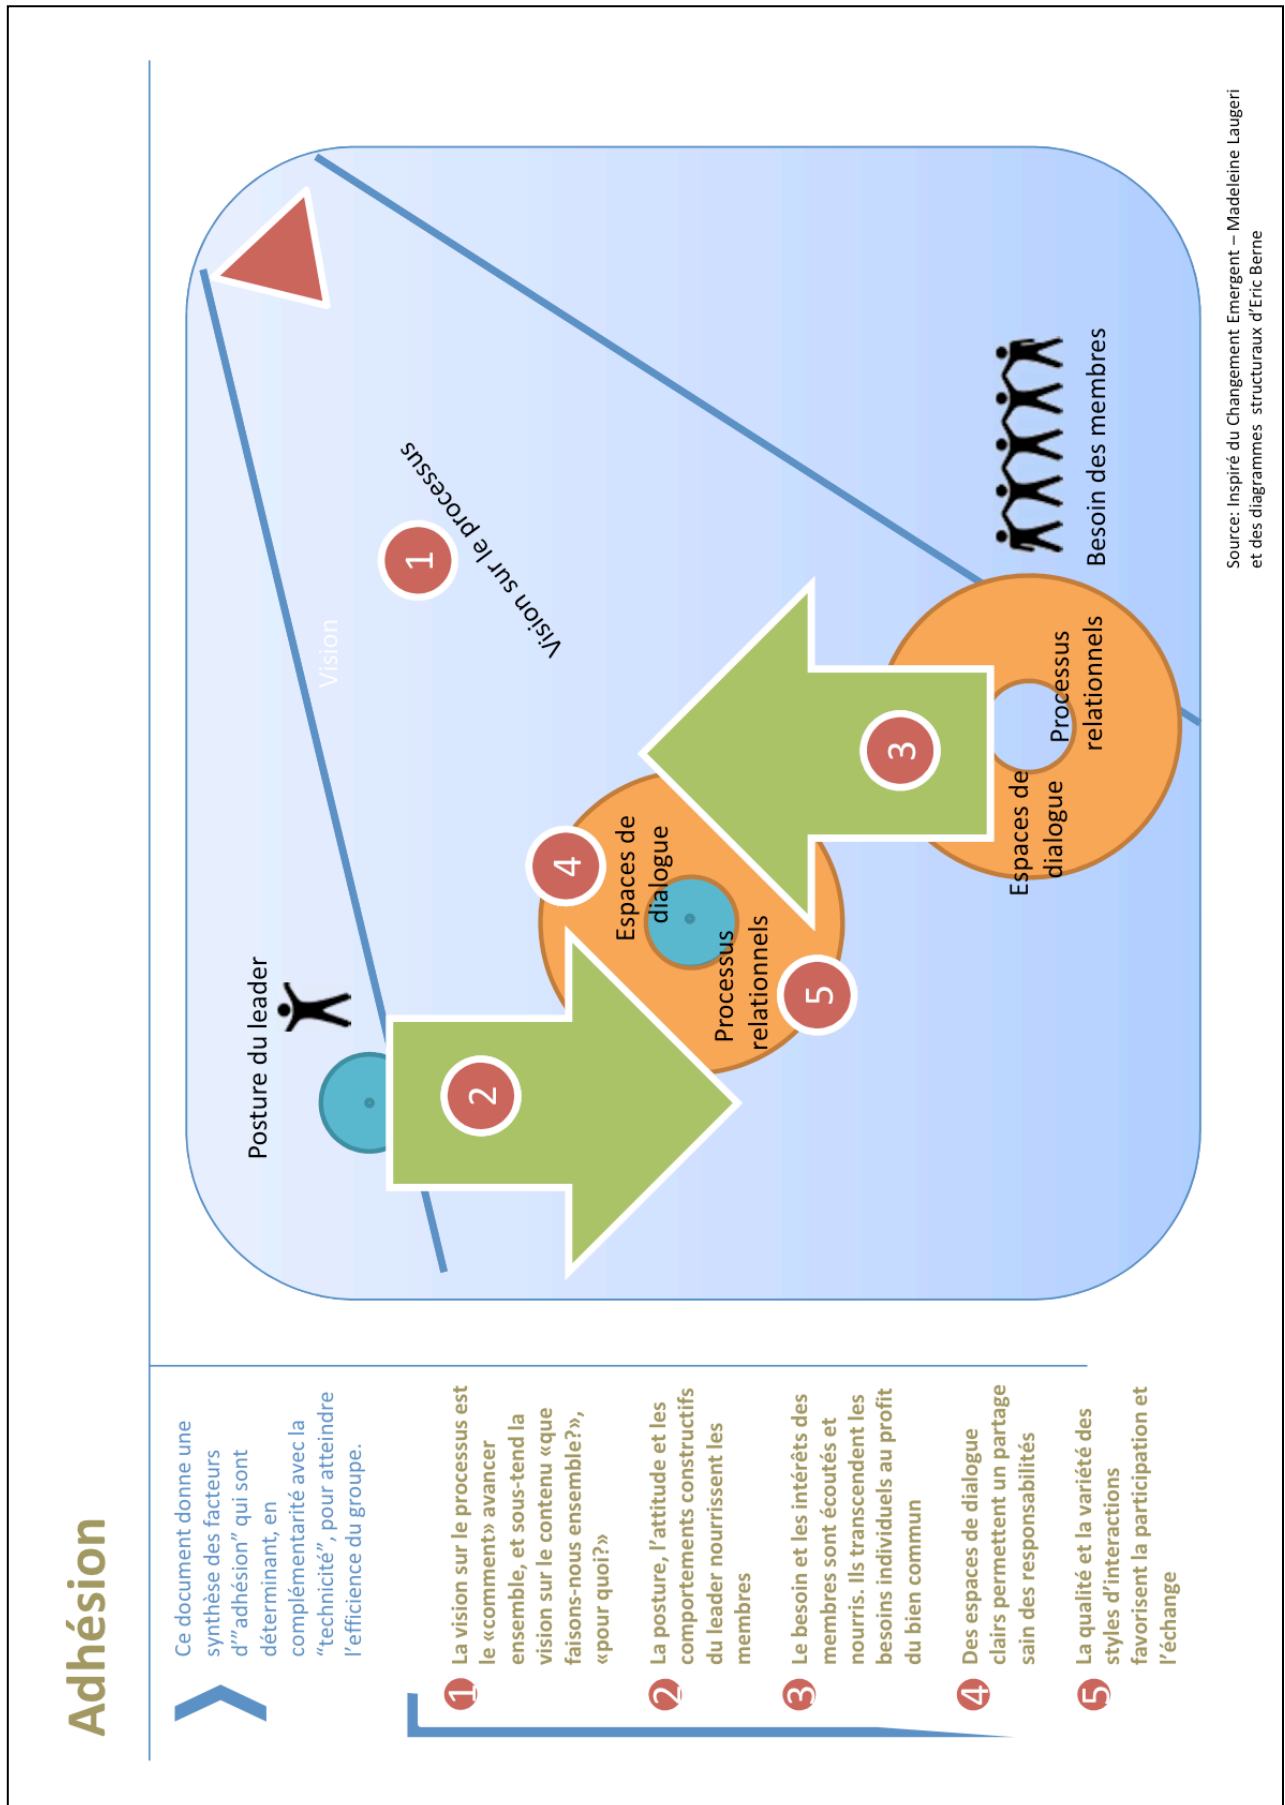 Adhésion
Ce document donne une
synthèse des facteurs
d'"adhésion" qui sont
déterminant, en
complémentarité avec la
"technicité", pour atteindre
l'efficience du groupe.
1 La vision sur le processus est
le «comment» avancer
ensemble, et sous-tend la
vision sur le contenu «que
faisons-nous ensemble?»,
«pour quoi?»
2 La posture, l'attitude et les
comportements constructifs
du leader nourrissent les
membres
3 Le besoin et les intérêts des
membres sont écoutés et
nourris. Ils transcendent les
besoins individuels au profit
du bien commun
4 Des espaces de dialogue
clairs permettent un partage
sain des responsabilités
5 La qualité et la variété des
styles d'interactions
favorisent la participation et
l'échange
Posture du leader
Vision
1
Vision sur le processus
2
4
Espaces de
dialogue
Processus
relationnels
5
3
Espaces de
dialogue
Processus
relationnels
Besoin des membres
Source: Inspiré du Changement Emergent – Madeleine Laugeri
et des diagrammes structuraux d'Eric Berne